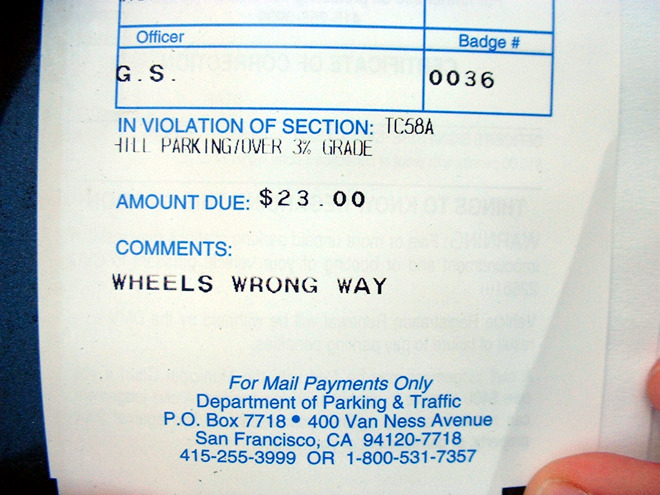 Officer Badge #
G.S. 0036
IN VIOLATION OF SECTION: TC58A
HILL PARKING/OVER 3% GRADE
AMOUNT DUE: $23.00
COMMENTS:
WHEELS WRONG WAY
For Mail Payments Only
Department of Parking & Traffic
P.O. Box 7718 • 400 Van Ness Avenue
San Francisco, CA 94120-7718
415-255-3999 OR 1-800-531-7357